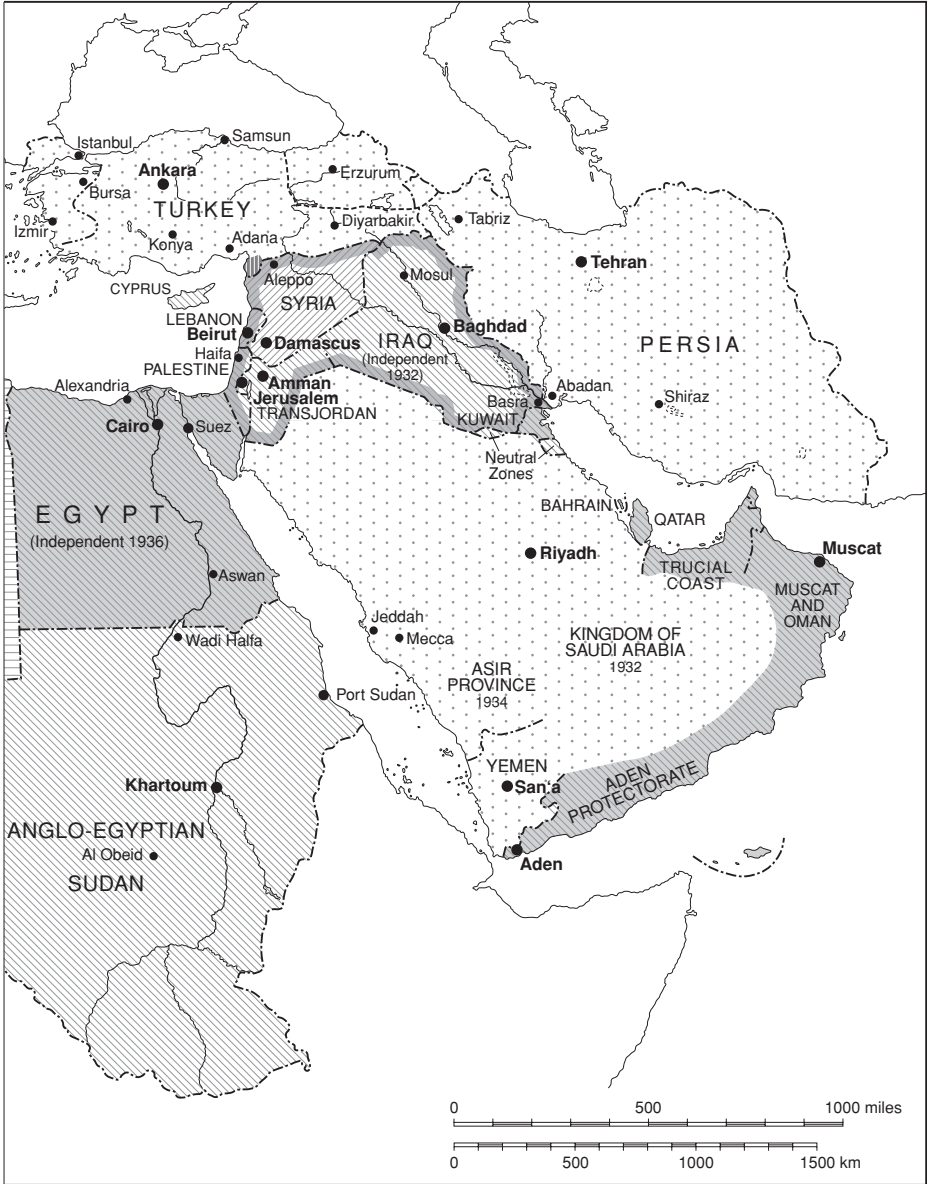 Istanbul
Samsun
Ankara
Erzurum
Bursa
TURKEY
Diyarbakir
Tabriz
Izmir
Konya
Adana
Tehran
Aleppo
Mosul
CYPRUS
SYRIA
LEBANON
Beirut
Baghdad
Damascus
IRAQ
(Independent
1932)
PERSIA
Haifa
PALESTINE
Amman
Alexandria
Jerusalem
Abadan
Basra
Shiraz
TRANSJORDAN
KUWAIT
Cairo
Suez
Neutral
Zones
EGYPT
(Independent 1936)
BAHRAIN
QATAR
Riyadh
Muscat
TRUCIAL
COAST
Aswan
MUSCAT
AND
OMAN
Jeddah
Mecca
Wadi Halfa
KINGDOM OF
SAUDI ARABIA
1932
ASIR
PROVINCE
1934
Port Sudan
YEMEN
San'a
Khartoum
ADEN
PROTECTORATE
ANGLO-EGYPTIAN
Al Obeid
SUDAN
Aden
0 500 1000 miles
0 500 1000 1500 km